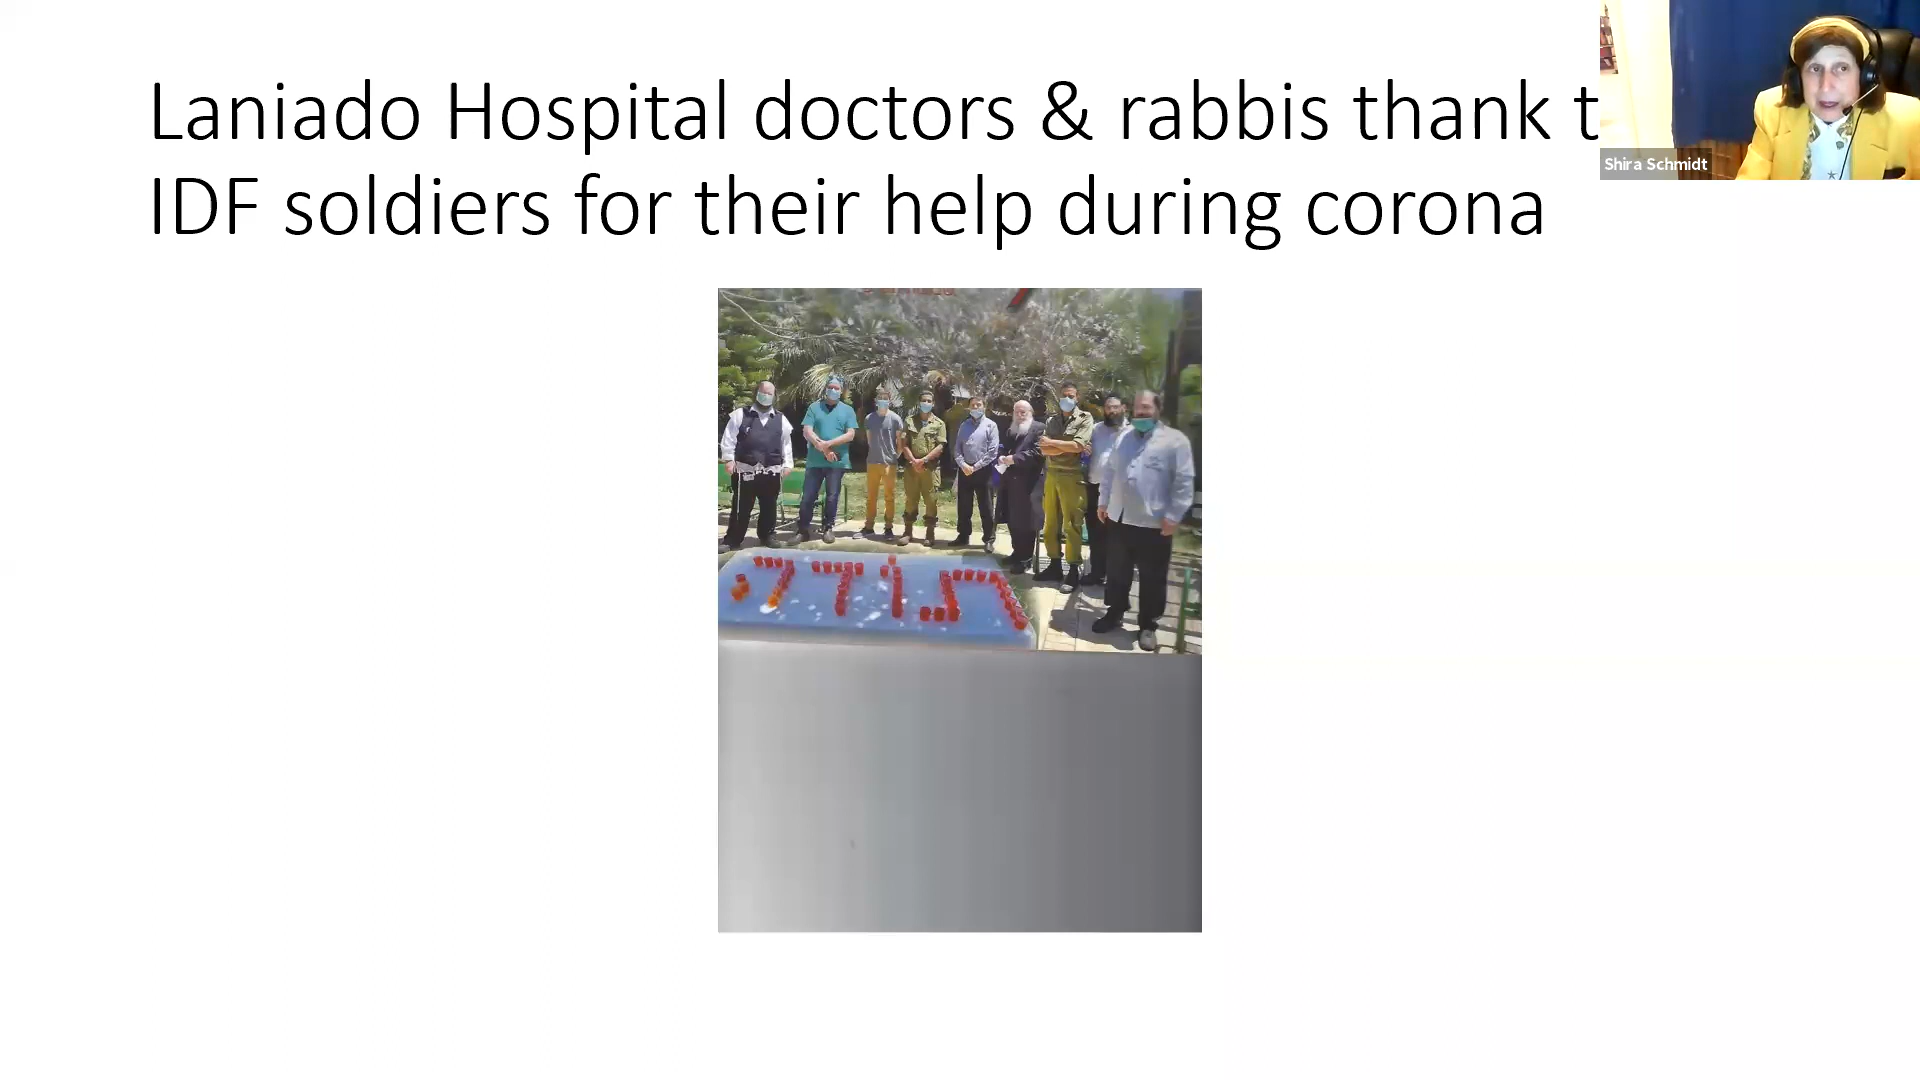 Laniado Hospital doctors & rabbis thank t
IDF soldiers for their help during corona
Shira Schmidt
תודה